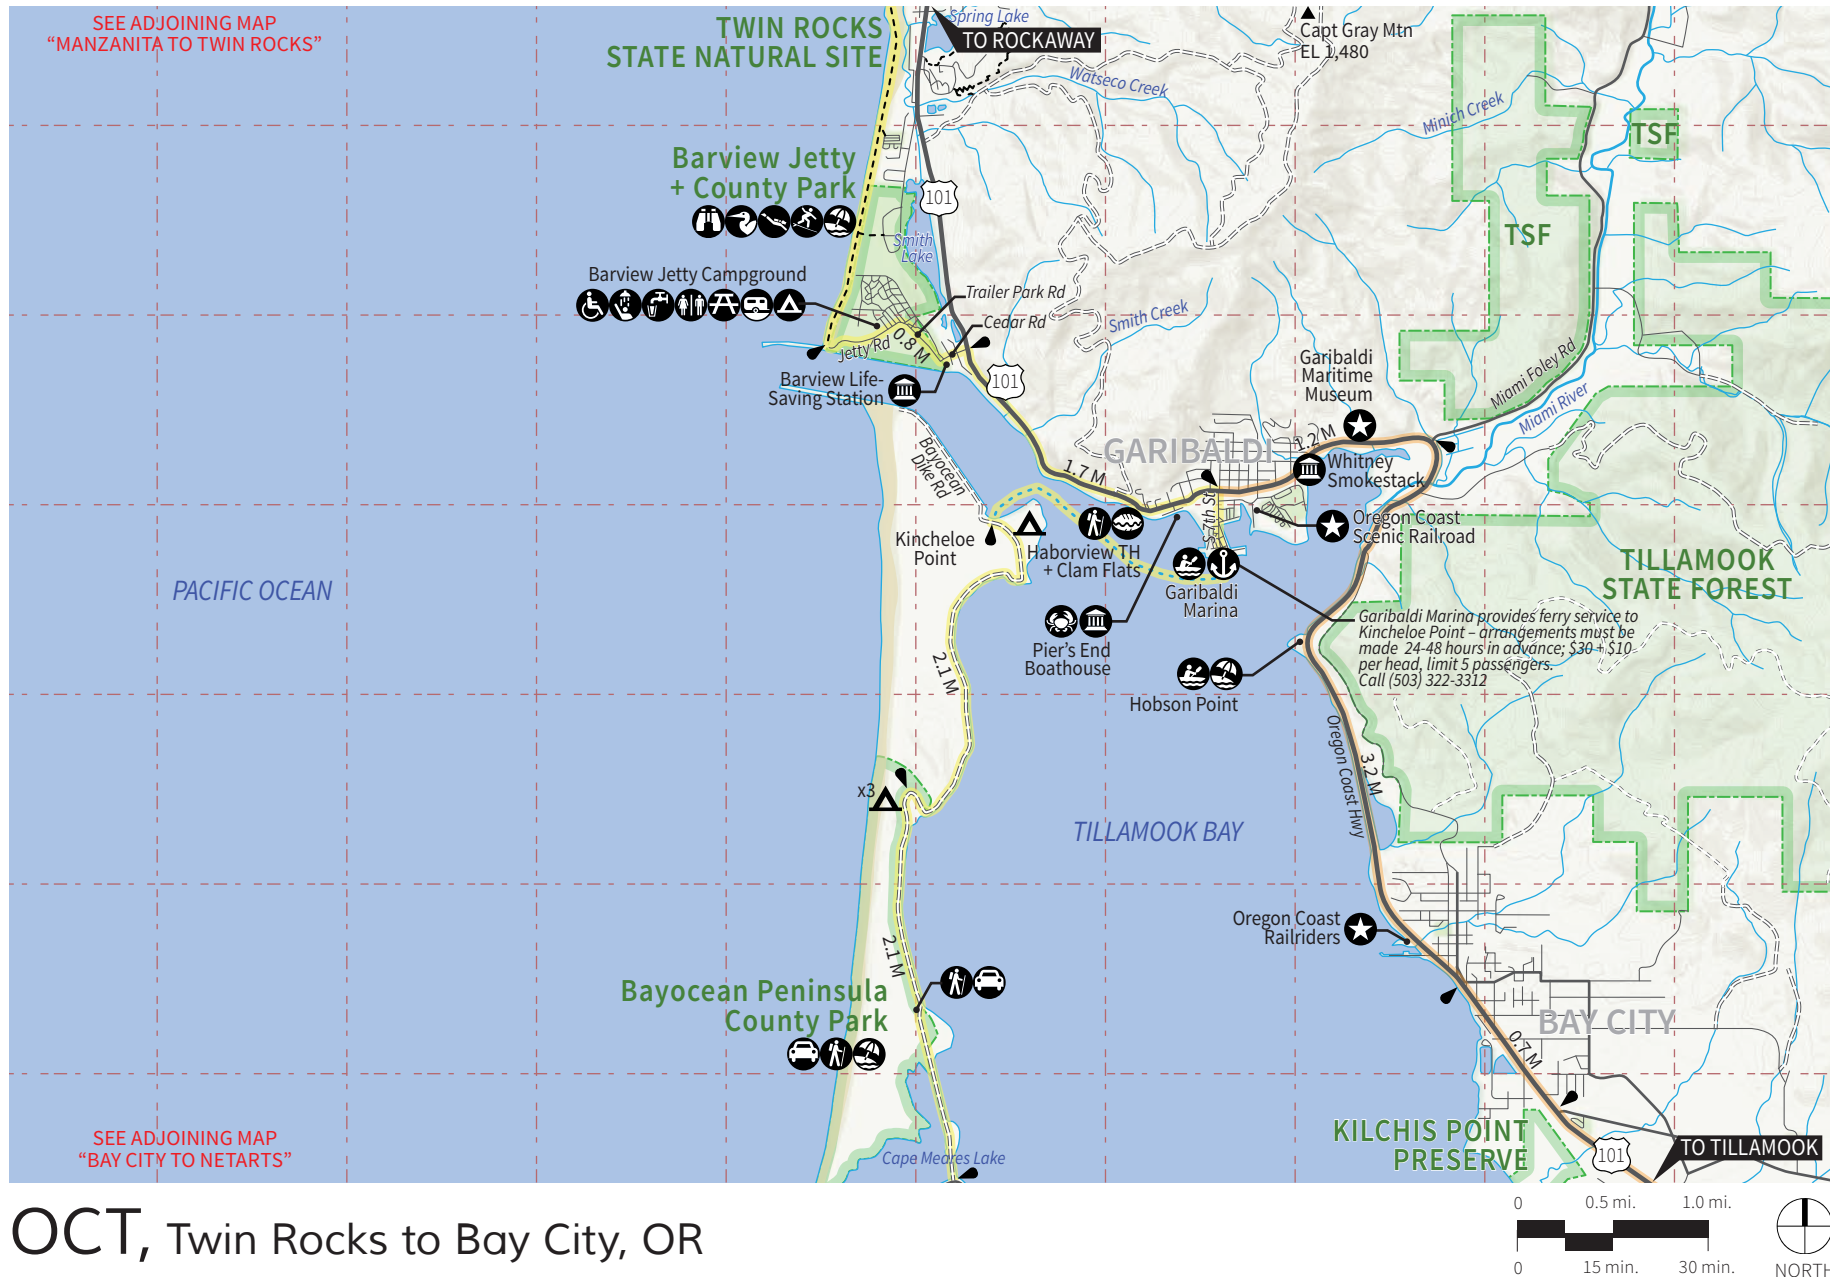 SEE ADJOINING MAP
“MANZANITA TO TWIN ROCKS”
TWIN ROCKS
STATE NATURAL SITE
Spring Lake
TO ROCKAWAY
Capt Gray Mtn
EL 1,480
Watseco Creek
Minich Creek
TSF
Barview Jetty
+ County Park
101
Smith
Lake
TSF
Barview Jetty Campground
Trailer Park Rd
Cedar Rd
Smith Creek
0.8 M
Jetty Rd
Garibaldi
Maritime
Museum
Miami Foley Rd
Miami River
Barview Life-
Saving Station
101
GARIBALDI
1.2 M
Whitney
Smokestack
Bayocean
Dike Rd
1.7 M
S 7th St
Oregon Coast
Scenic Railroad
Kincheloe
Point
Haborview TH
+ Clam Flats
Garibaldi
Marina
TILLAMOOK
STATE FOREST
PACIFIC OCEAN
Garibaldi Marina provides ferry service to
Kincheloe Point – arrangements must be
made 24-48 hours in advance; $30 + $10
per head, limit 5 passengers.
Call (503) 322-3312
Pier’s End
Boathouse
Hobson Point
2.1 M
Oregon Coast Hwy
3.2 M
x3
TILLAMOOK BAY
Oregon Coast
Railriders
2.1 M
Bayocean Peninsula
County Park
BAY CITY
0.7 M
SEE ADJOINING MAP
“BAY CITY TO NETARTS”
Cape Meares Lake
KILCHIS POINT
PRESERVE
101
TO TILLAMOOK
OCT, Twin Rocks to Bay City, OR
0 0.5 mi. 1.0 mi.
0 15 min. 30 min.
NORTH